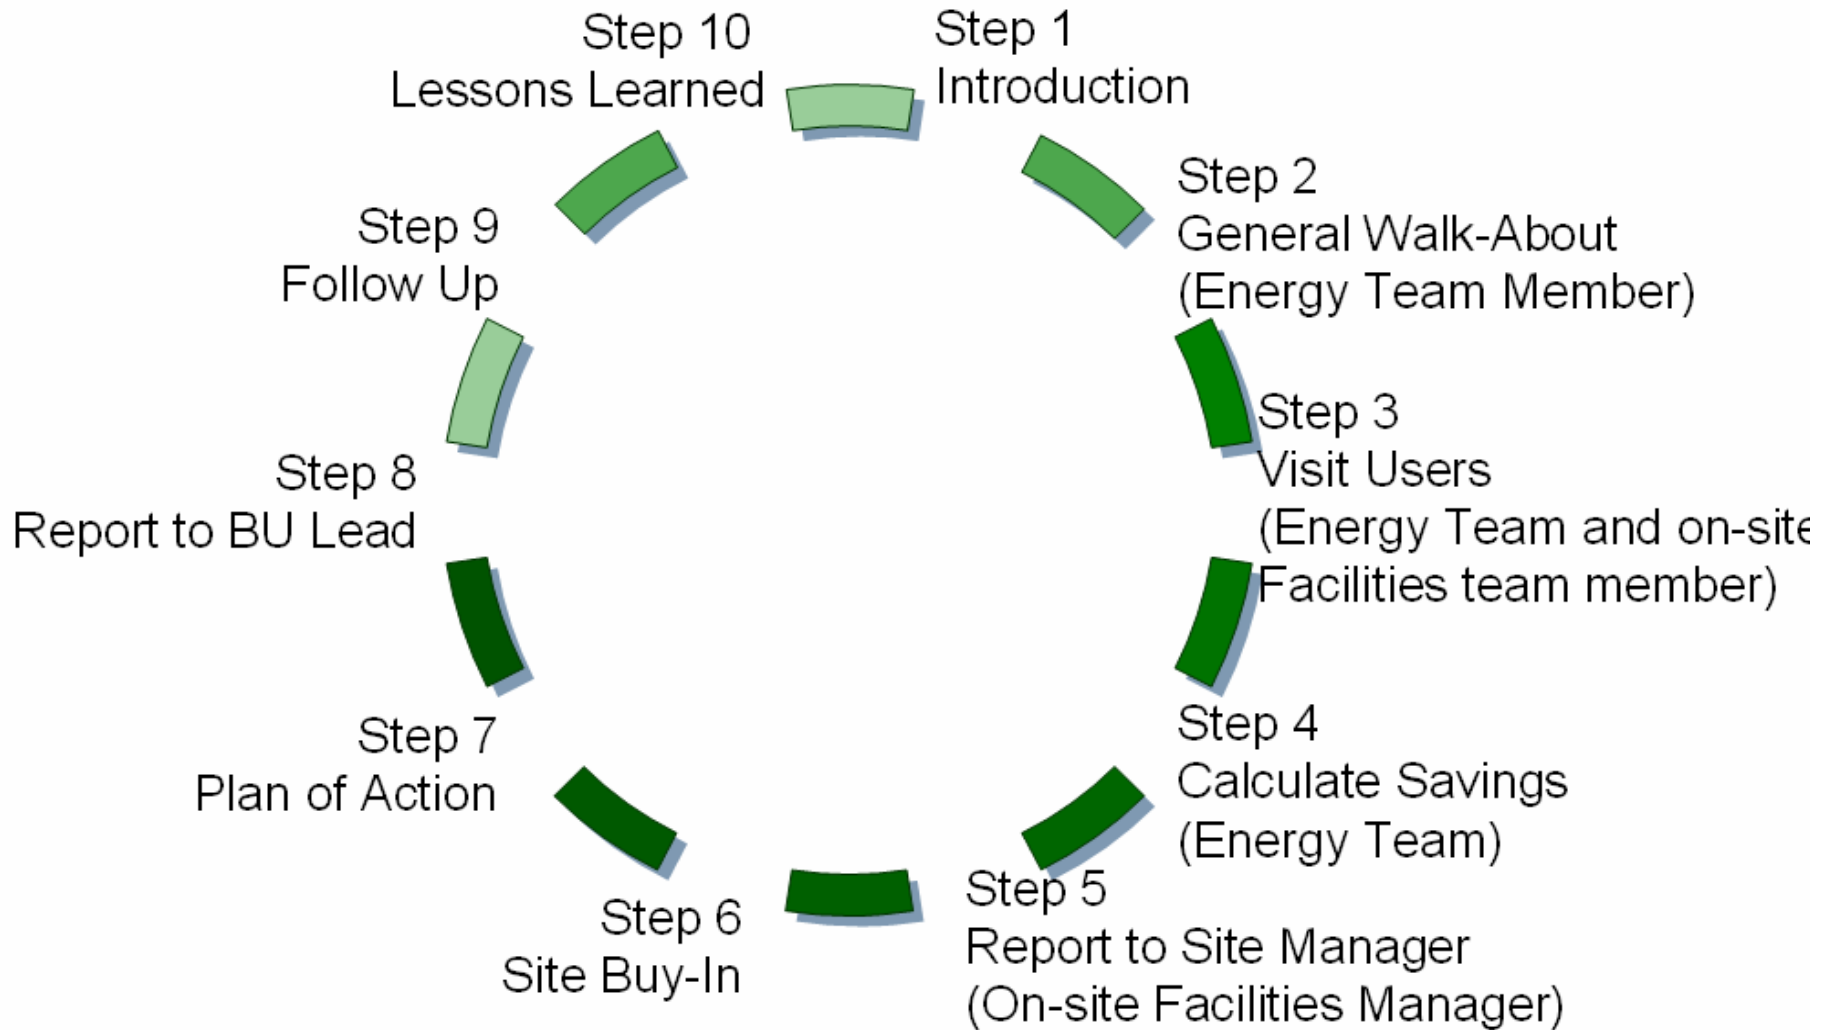 Step 1
Introduction
Step 2
General Walk-About
(Energy Team Member)
Step 3
Visit Users
(Energy Team and on-site
Facilities team member)
Step 4
Calculate Savings
(Energy Team)
Step 5
Report to Site Manager
(On-site Facilities Manager)
Step 6
Site Buy-In
Step 7
Plan of Action
Step 8
Report to BU Lead
Step 9
Follow Up
Step 10
Lessons Learned